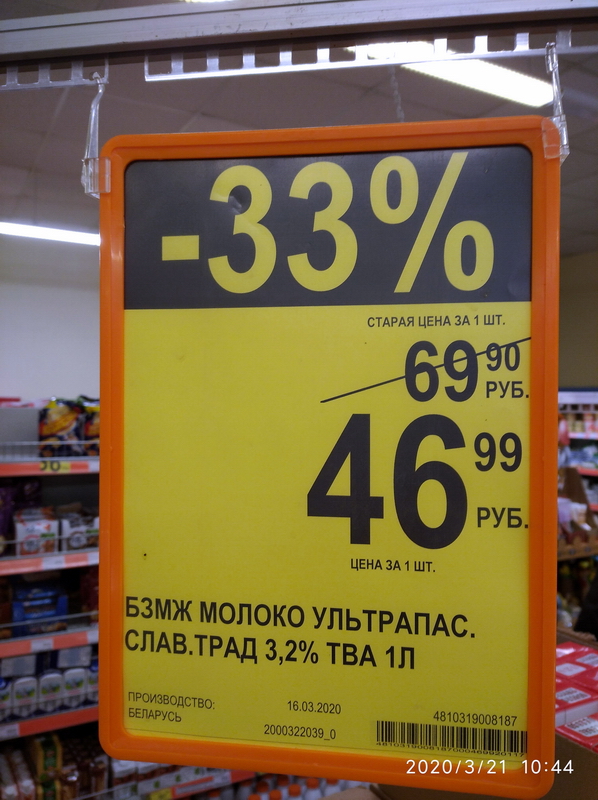 -33%
СТАРАЯ ЦЕНА ЗА 1 ШТ.
69 90 РУБ.
46 99 РУБ.
ЦЕНА ЗА 1 ШТ.
БЗМЖ МОЛОКО УЛЬТРАПАС.
СЛАВ.ТРАД 3,2% ТВА 1Л
ПРОИЗВОДСТВО:
БЕЛАРУСЬ
16.03.2020
2000322039_0
4810319008187
2020/3/21 10:44